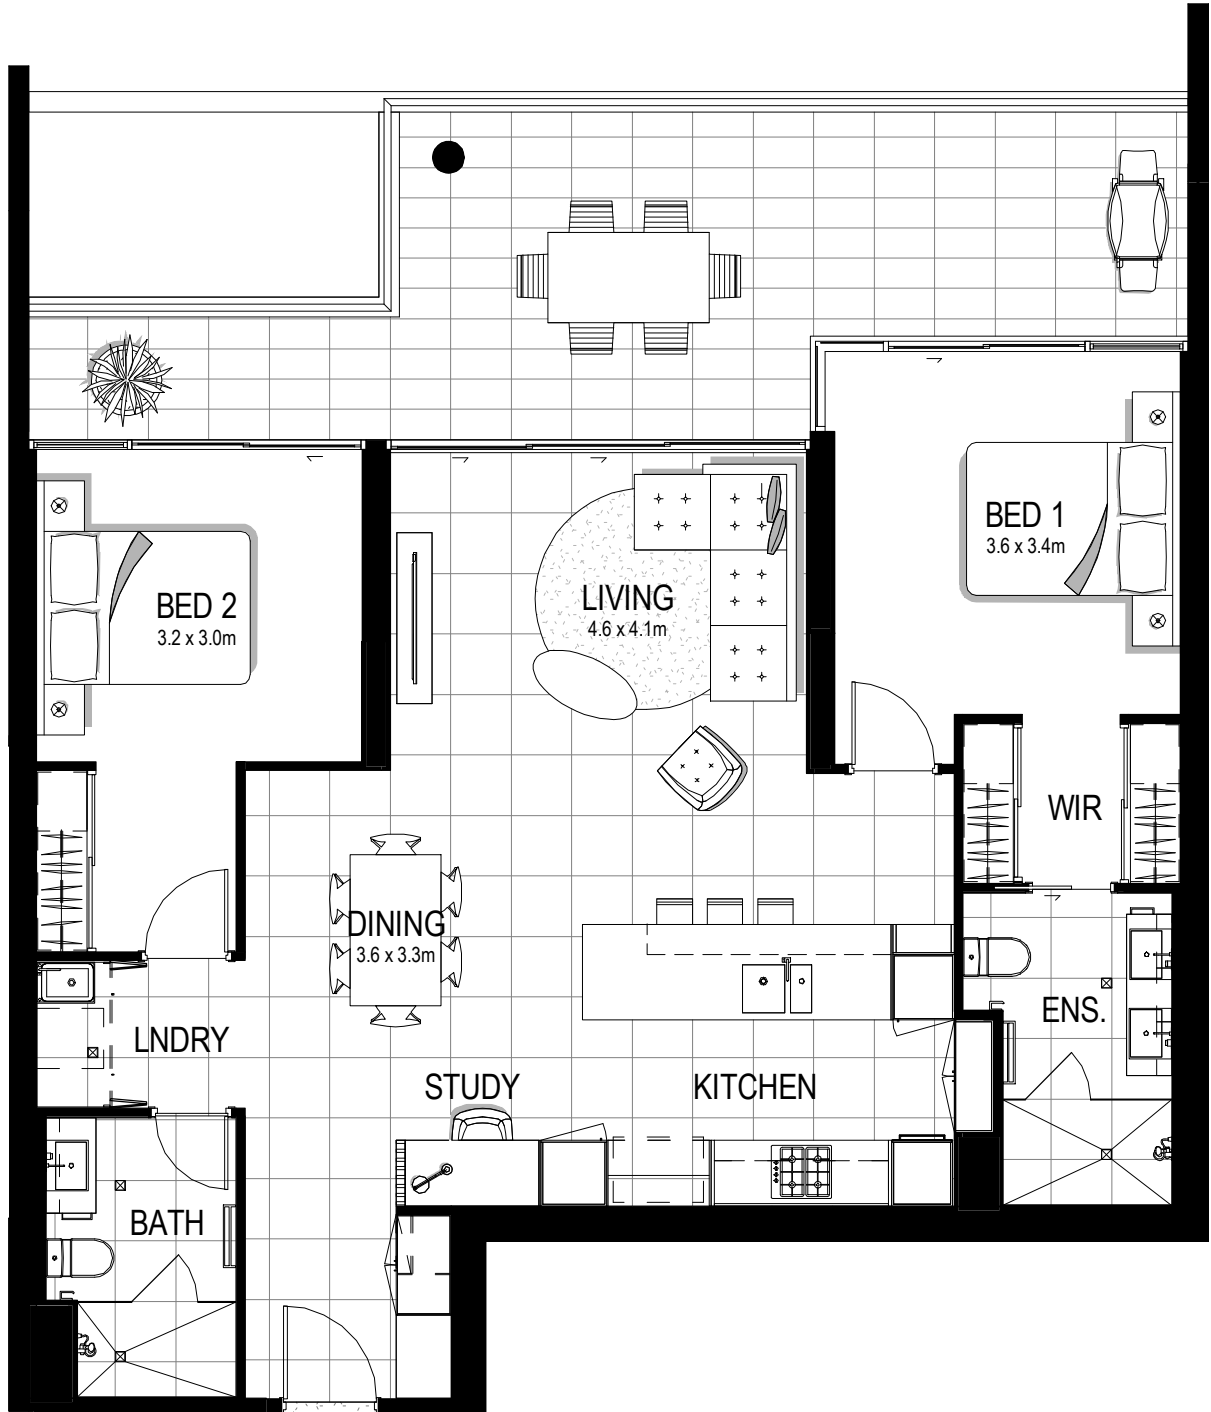 BED 1
3.6 x 3.4m
BED 2
3.2 x 3.0m
LIVING
4.6 x 4.1m
WIR
DINING
3.6 x 3.3m
ENS.
LNDRY
STUDY
KITCHEN
BATH